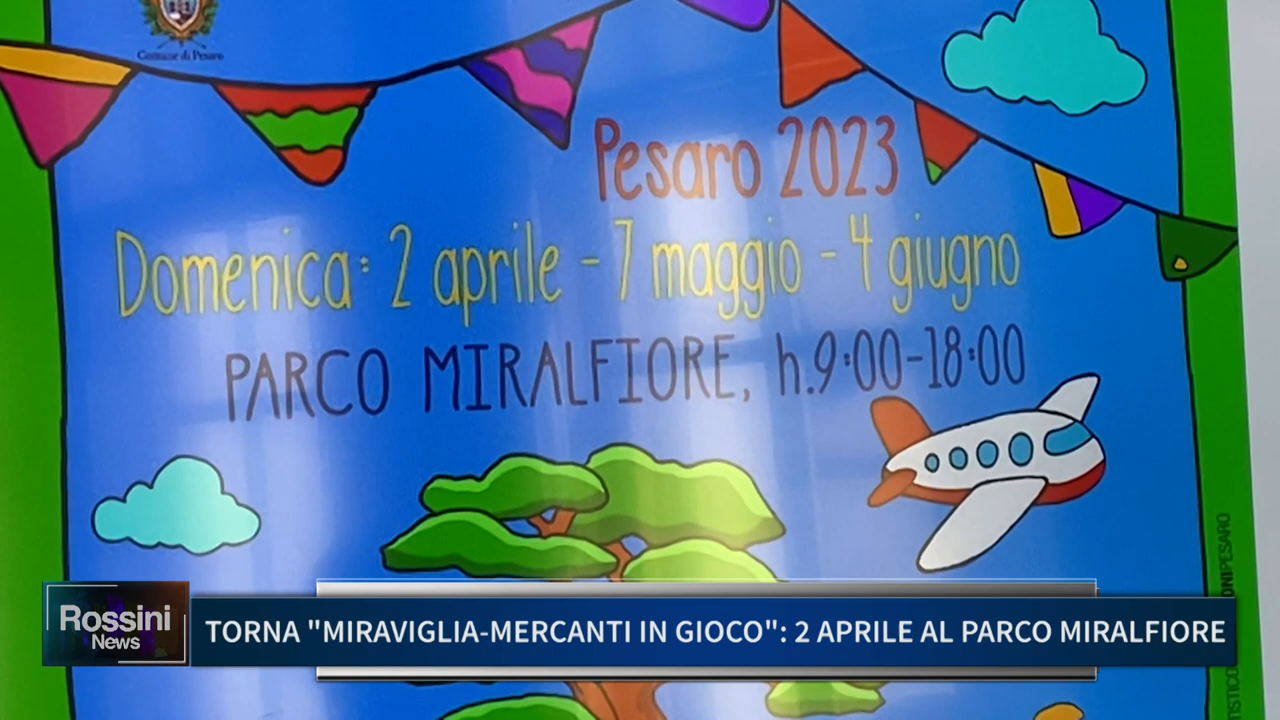 Comune di Pesaro
Pesaro 2023
Domenica: 2 aprile - 7 maggio - 4 giugno
PARCO MIRALFIORE, h.9:00-18:00
Rossini
News
TORNA "MIRAVIGLIA-MERCANTI IN GIOCO": 2 APRILE AL PARCO MIRALFIORE
PESARO